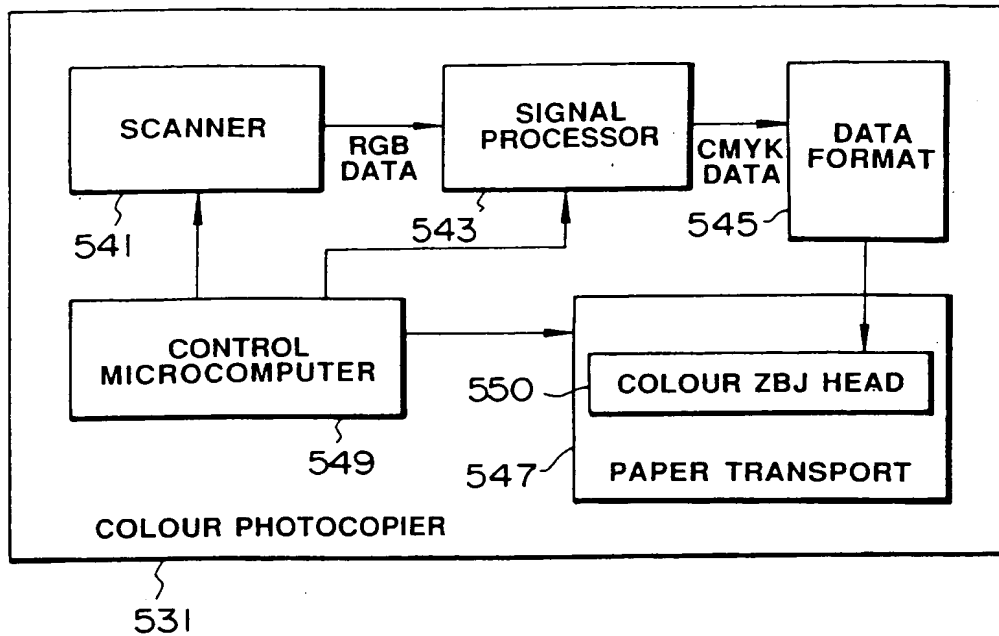 SCANNER
541
RGB
DATA
SIGNAL
PROCESSOR
543
CMYK
DATA
DATA
FORMAT
545
CONTROL
MICROCOMPUTER
549
550
COLOUR ZBJ HEAD
547
PAPER TRANSPORT
COLOUR PHOTOCOPIER
531